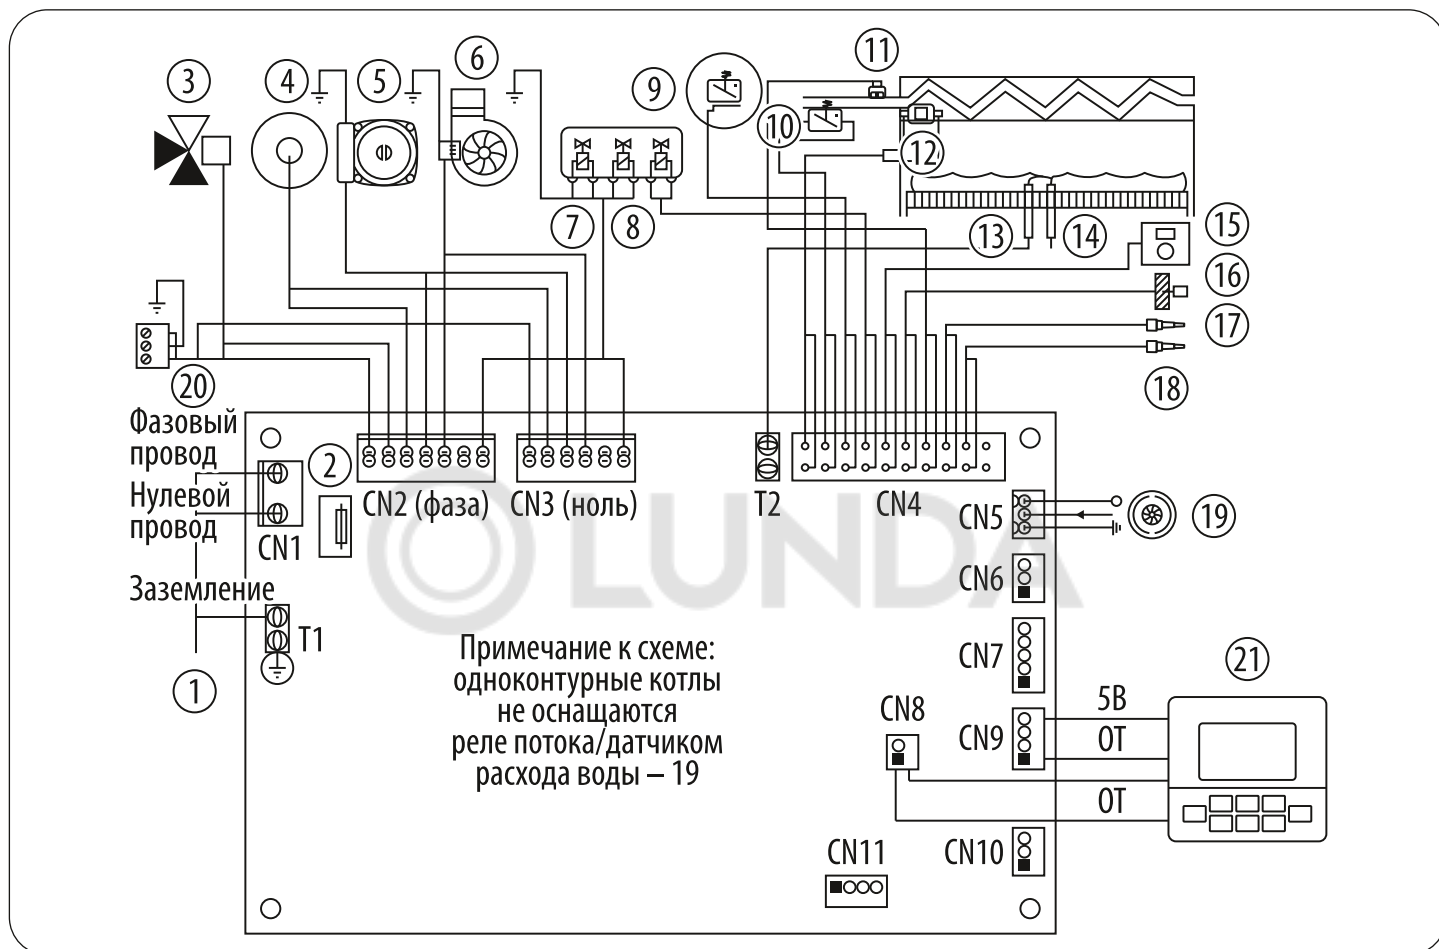 3
4
5
6
9
11
10
12
7
8
13
14
15
16
17
18
20
Фазовый
провод
Нулевой
провод
2
CN2 (фаза)
CN3 (ноль)
T2
CN4
CN5
19
CN1
CN6
LUNDA
Заземление
T1
1
Примечание к схеме:
одноконтурные котлы
не оснащаются
реле потока/датчиком
расхода воды – 19
CN7
21
CN8
CN9
5В
ОТ
ОТ
CN11
CN10